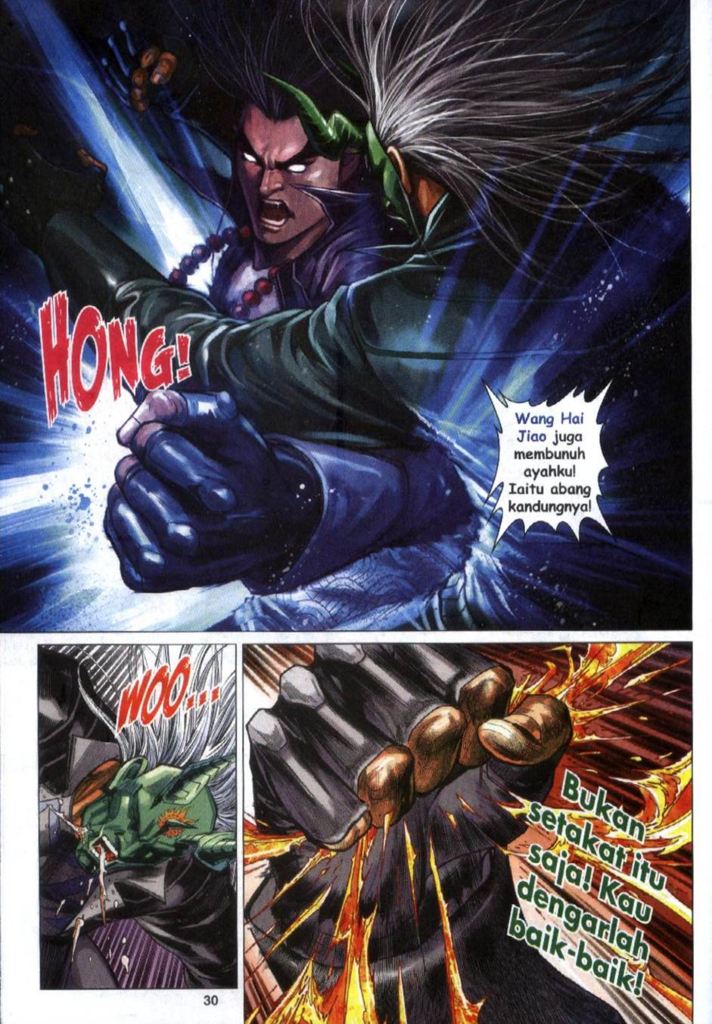 HONG!
Wang Hai
Jiao juga
membunuh
ayahku!
Iaitu abang
kandungnya!
WOO...
Bukan
setakat itu
saja! Kau
dengarlah
baik-baik!
30